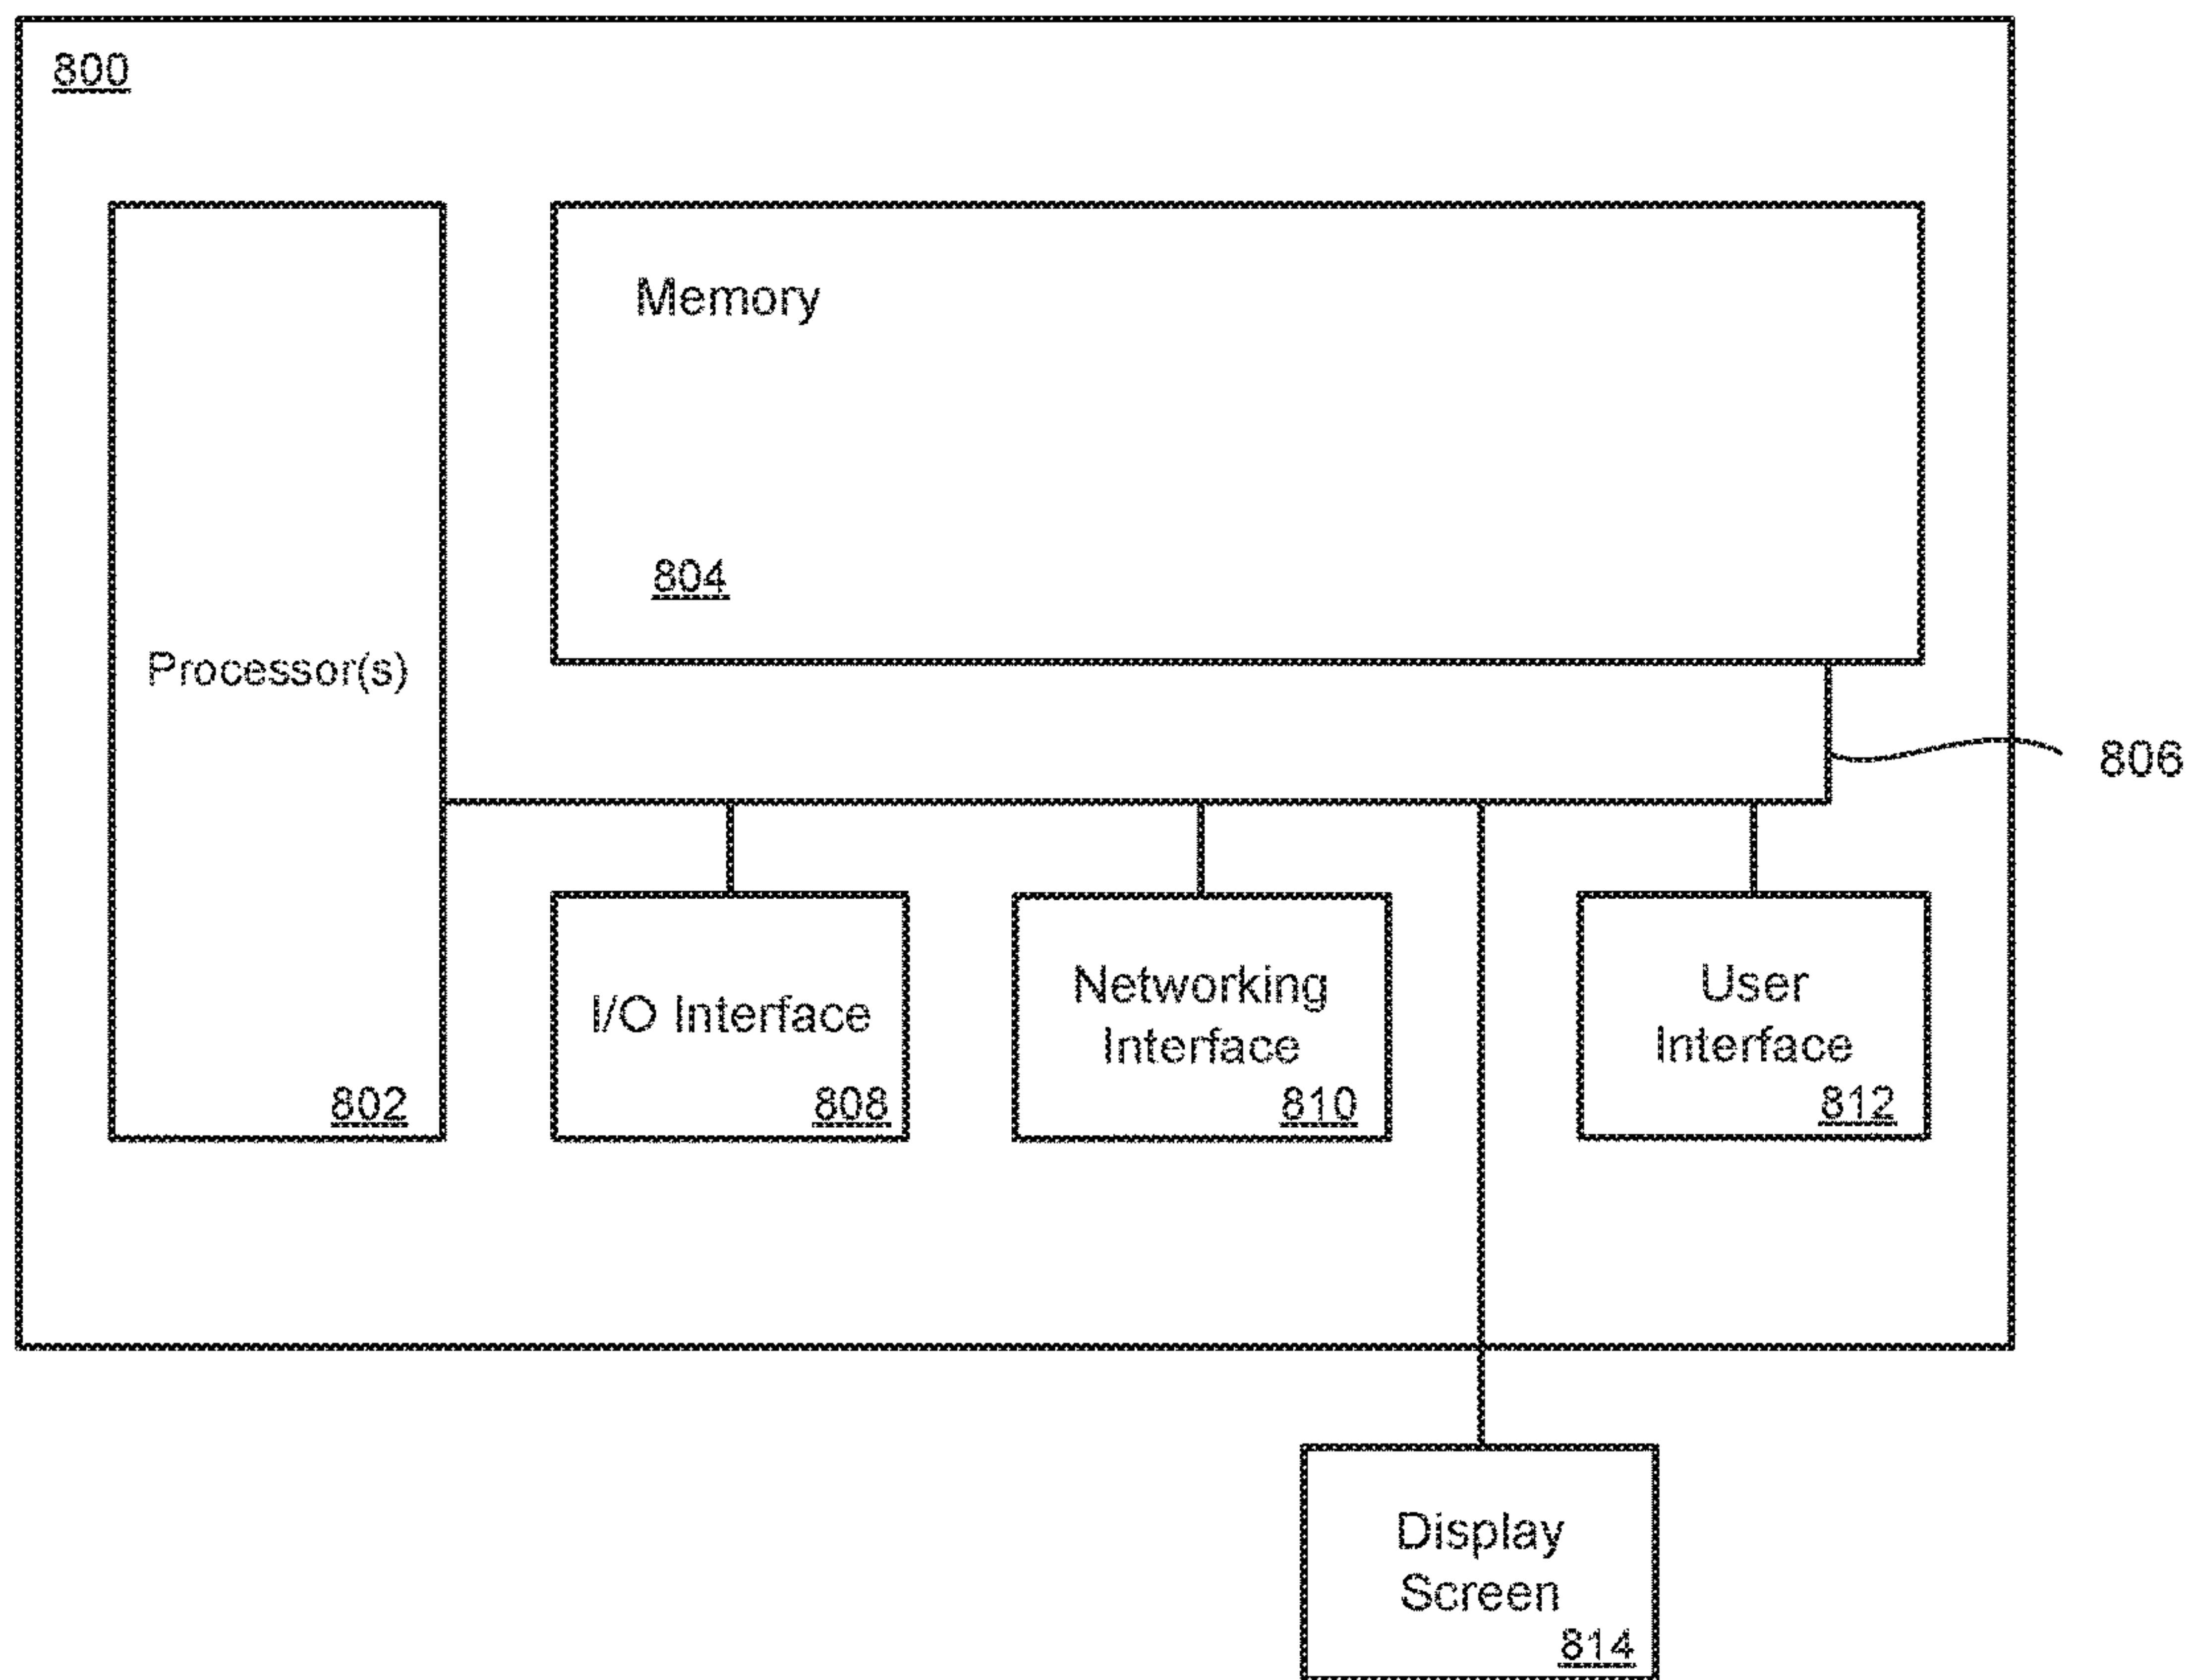 800
Memory
804
Processor(s)
802
806
I/O Interface
808
Networking
Interface
810
User
Interface
812
Display
Screen
814